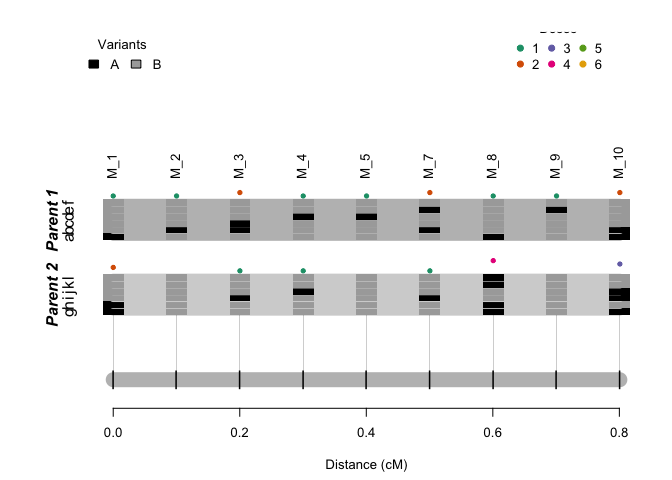 Variants
A B
1 3 5
2 4 6
M_1 M_2 M_3 M_4 M_5 M_7 M_8 M_9 M_10
Parent 1
abcdef
Parent 2
ghijkl
0.0 0.2 0.4 0.6 0.8
Distance (cM)